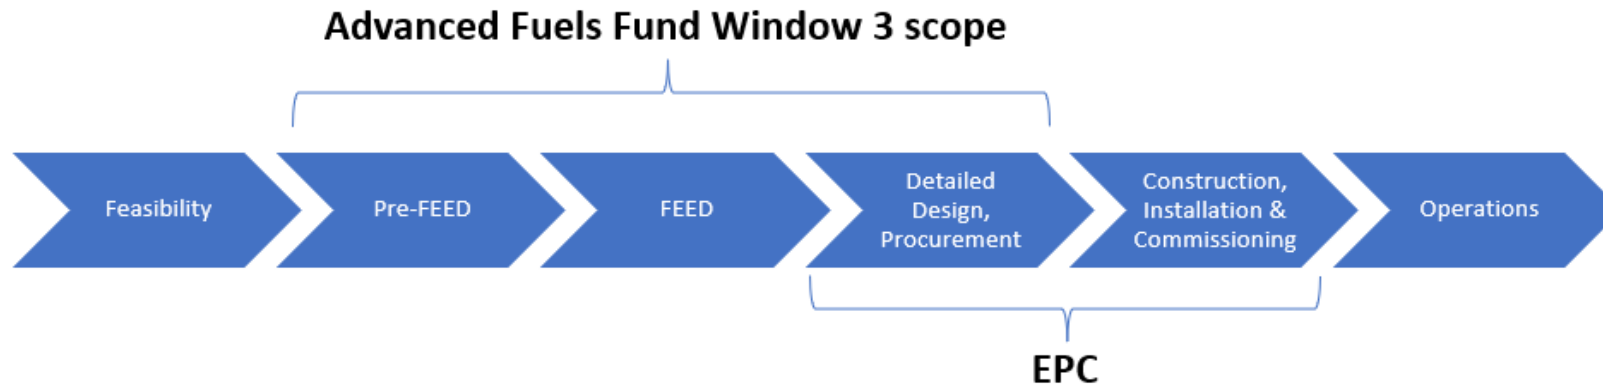 Advanced Fuels Fund Window 3 scope
Feasibility
Pre-FEED
FEED
Detailed
Design,
Procurement
Construction,
Installation &
Commissioning
Operations
EPC